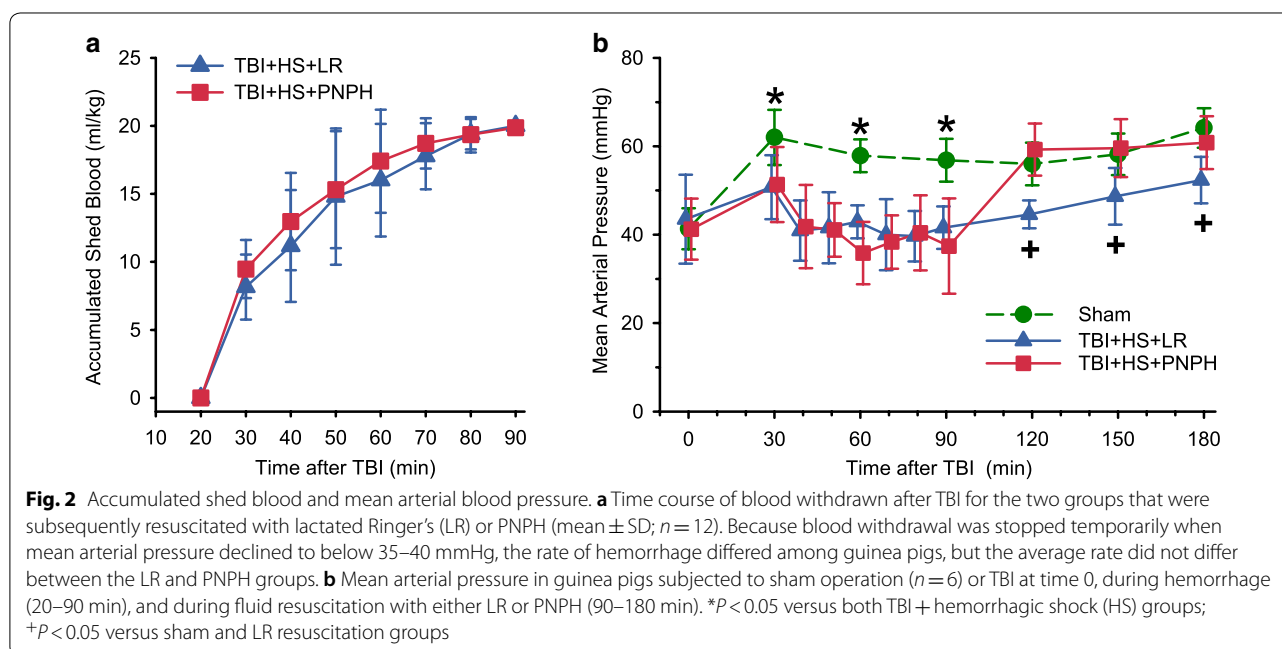 a
25
20
15
10
5
0
Accumulated Shed Blood (ml/kg)
TBI+HS+LR
TBI+HS+PNPH
10 20 30 40 50 60 70 80 90
Time after TBI (min)
b
80
60
40
20
0
Mean Arterial Pressure (mmHg)
* * *
+ + +
Sham
TBI+HS+LR
TBI+HS+PNPH
0 30 60 90 120 150 180
Time after TBI (min)
Fig. 2 Accumulated shed blood and mean arterial blood pressure. a Time course of blood withdrawn after TBI for the two groups that were
subsequently resuscitated with lactated Ringer's (LR) or PNPH (mean ± SD; n = 12). Because blood withdrawal was stopped temporarily when
mean arterial pressure declined to below 35–40 mmHg, the rate of hemorrhage differed among guinea pigs, but the average rate did not differ
between the LR and PNPH groups. b Mean arterial pressure in guinea pigs subjected to sham operation (n = 6) or TBI at time 0, during hemorrhage
(20–90 min), and during fluid resuscitation with either LR or PNPH (90–180 min). *P < 0.05 versus both TBI + hemorrhagic shock (HS) groups;
+P < 0.05 versus sham and LR resuscitation groups